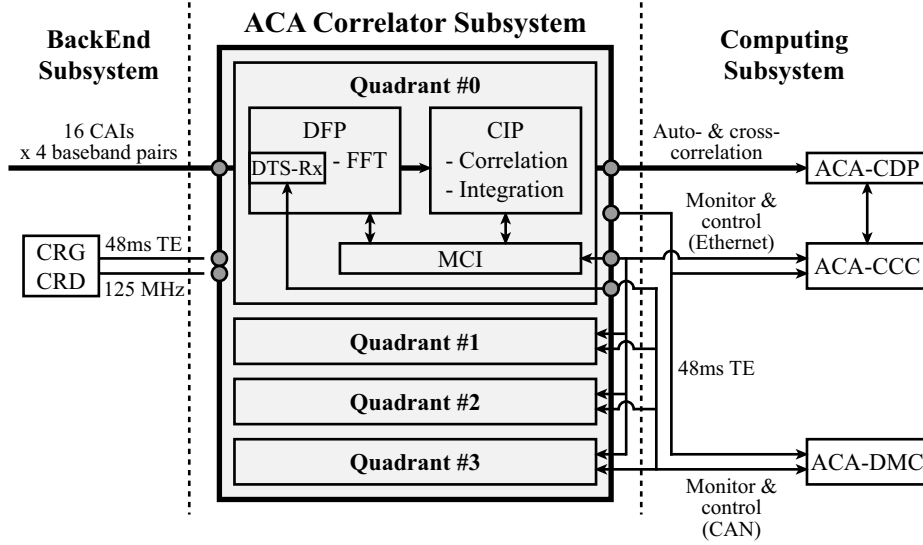 ACA Correlator Subsystem
BackEnd
Subsystem
Computing
Subsystem
Quadrant #0
16 CAIs
x 4 baseband pairs
DFP
DTS-Rx
- FFT
CIP
- Correlation
- Integration
Auto- & cross-
correlation
ACA-CDP
Monitor &
control
(Ethernet)
CRG
CRD
48ms TE
125 MHz
MCI
ACA-CCC
Quadrant #1
48ms TE
Quadrant #2
Quadrant #3
ACA-DMC
Monitor &
control
(CAN)